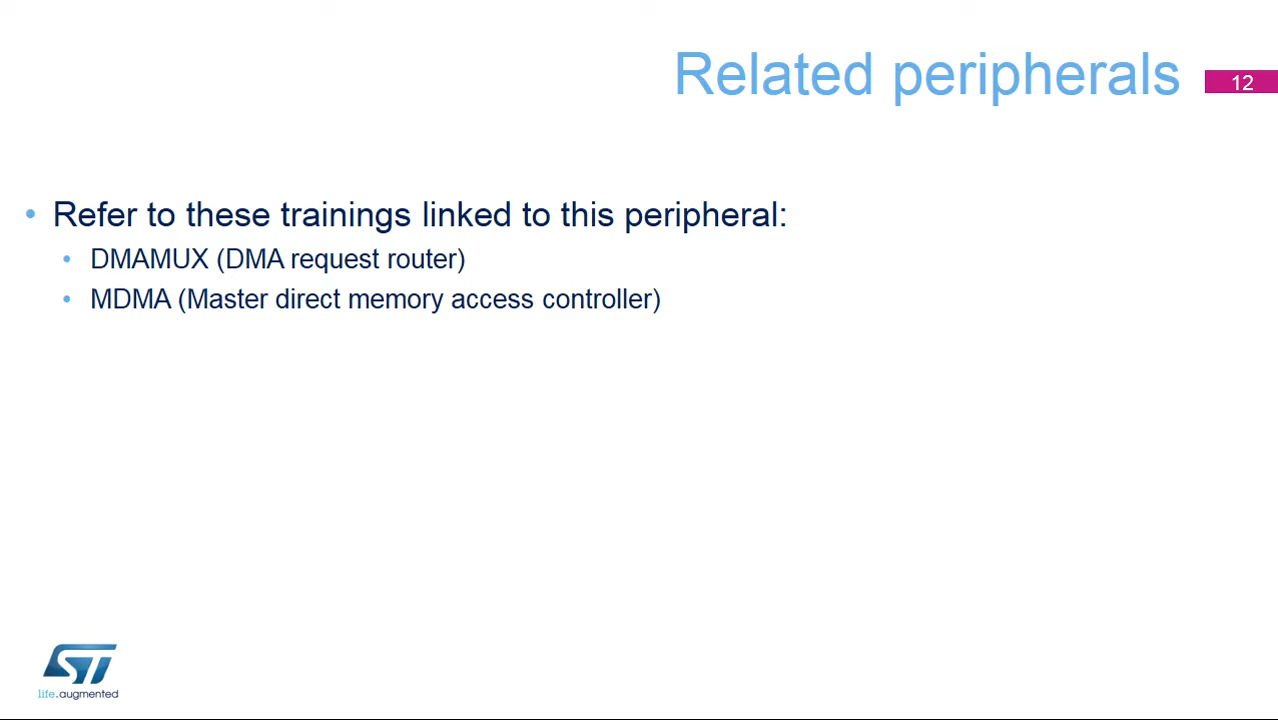 Related peripherals
12
• Refer to these trainings linked to this peripheral:
• DMAMUX (DMA request router)
• MDMA (Master direct memory access controller)
ST
life.augmented